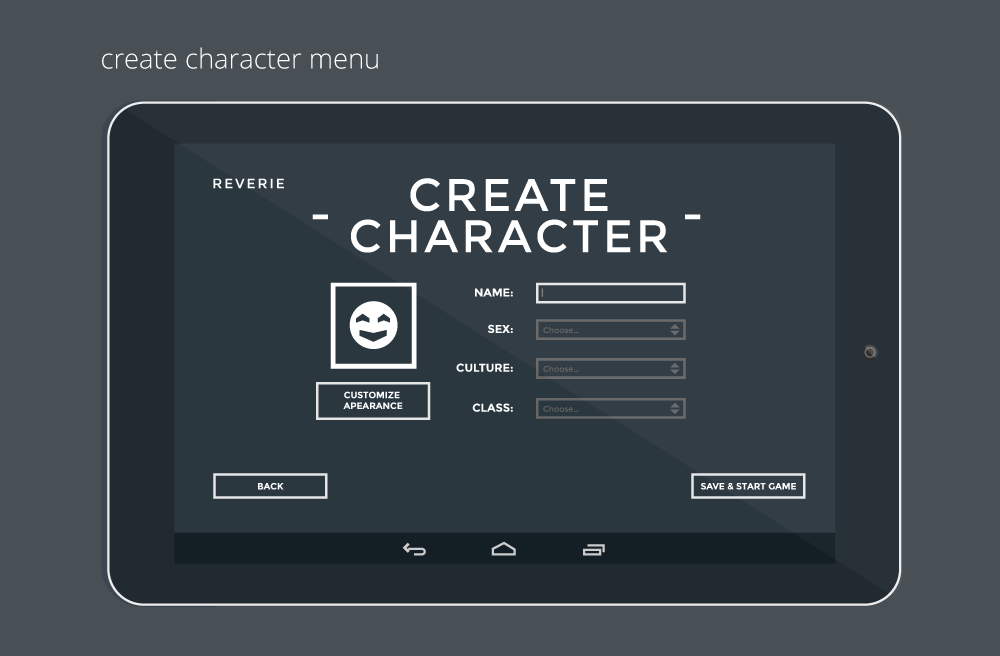 create character menu
REVERIE
- CREATE
CHARACTER -
NAME:
SEX: Choose...
CULTURE: Choose...
CLASS: Choose...
CUSTOMIZE
APEARANCE
BACK
SAVE & START GAME